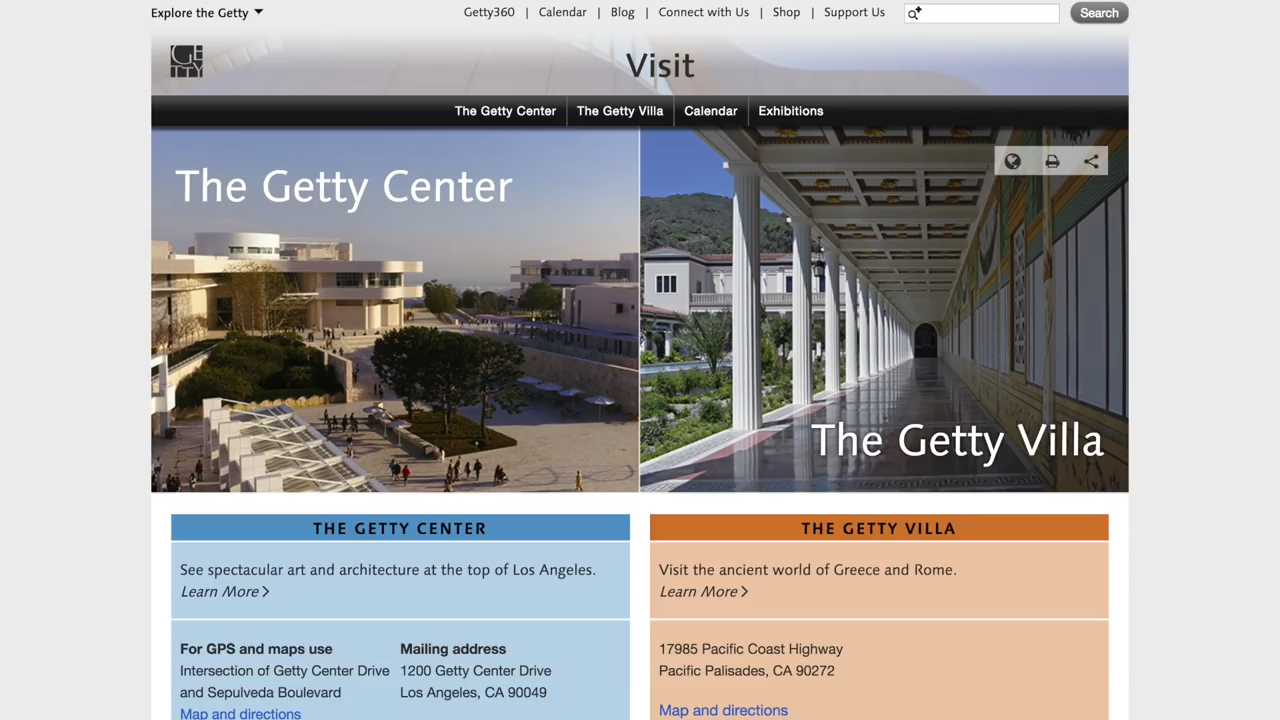 Explore the Getty
Getty360 | Calendar | Blog | Connect with Us | Shop | Support Us
Search
GETTY
Visit
The Getty Center
The Getty Villa
Calendar
Exhibitions
The Getty Center
The Getty Villa
THE GETTY CENTER
See spectacular art and architecture at the top of Los Angeles.
Learn More
For GPS and maps use
Intersection of Getty Center Drive
and Sepulveda Boulevard
Map and directions
Mailing address
1200 Getty Center Drive
Los Angeles, CA 90049
THE GETTY VILLA
Visit the ancient world of Greece and Rome.
Learn More
17985 Pacific Coast Highway
Pacific Palisades, CA 90272
Map and directions